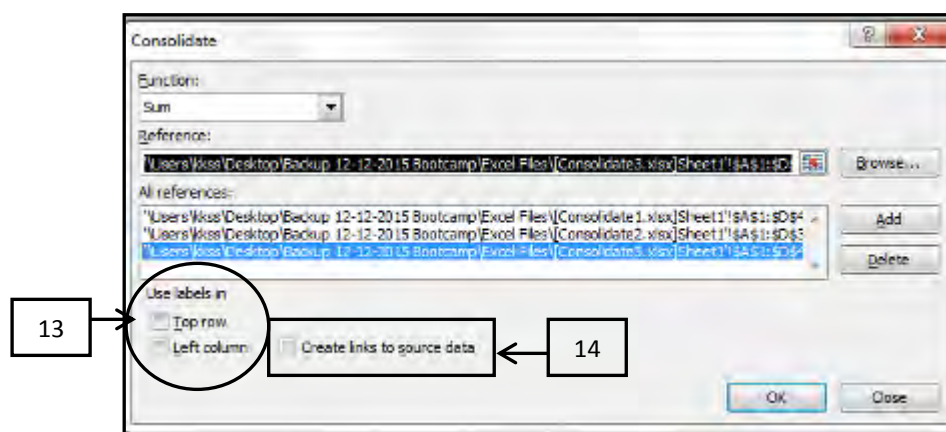 Consolidate
Function:
Sum
Reference:
'\Users\kkss\Desktop\Backup 12-12-2015 Bootcamp\Excel Files\[Consolidate3.xlsx]Sheet1'!$A$1:$D
Browse...
All references:
'\Users\kkss\Desktop\Backup 12-12-2015 Bootcamp\Excel Files\[Consolidate1.xlsx]Sheet1'!$A$1:$D$4
'\Users\kkss\Desktop\Backup 12-12-2015 Bootcamp\Excel Files\[Consolidate2.xlsx]Sheet1'!$A$1:$D$3
'\Users\kkss\Desktop\Backup 12-12-2015 Bootcamp\Excel Files\[Consolidate3.xlsx]Sheet1'!$A$1:$D$4
Add
Delete
Use labels in
13
Top row
Left column
Create links to source data
14
OK
Close